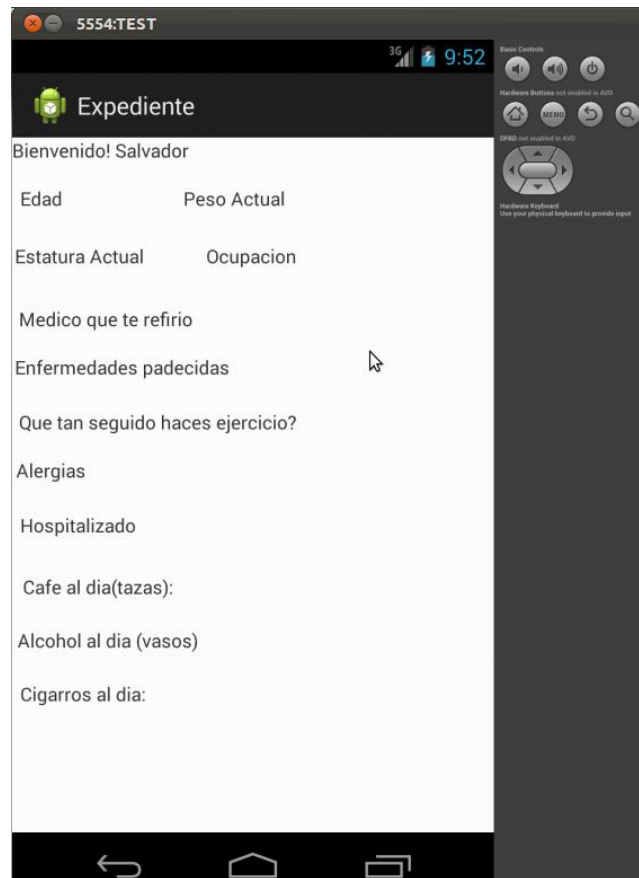 5554:TEST
3G 9:52
Expediente
Bienvenido! Salvador
Edad Peso Actual
Estatura Actual Ocupacion
Medico que te refirio
Enfermedades padecidas
Que tan seguido haces ejercicio?
Alergias
Hospitalizado
Cafe al dia(tazas):
Alcohol al dia (vasos)
Cigarros al dia:
Basic Controls
Hardware Buttons not enabled in AVD
MENU
DPAD not enabled in AVD
Hardware Keyboard
Use your physical keyboard to provide input